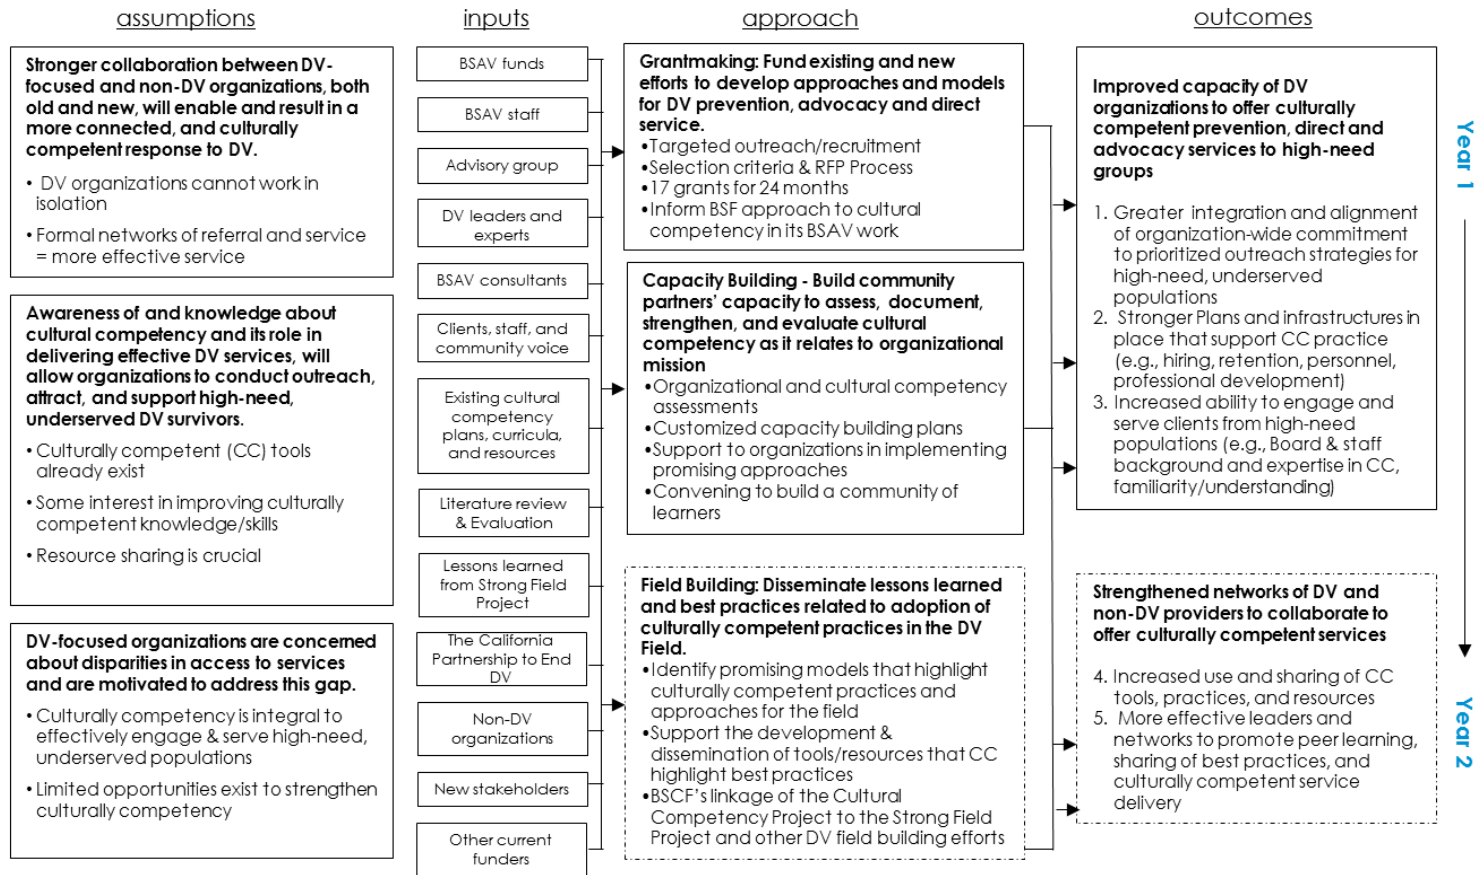 assumptions
inputs
approach
outcomes
Stronger collaboration between DV-
focused and non-DV organizations, both
old and new, will enable and result in a
more connected, and culturally
competent response to DV.
• DV organizations cannot work in
isolation
• Formal networks of referral and service
= more effective service
Awareness of and knowledge about
cultural competency and its role in
delivering effective DV services, will
allow organizations to conduct outreach,
attract, and support high-need,
underserved DV survivors.
• Culturally competent (CC) tools
already exist
• Some interest in improving culturally
competent knowledge/skills
• Resource sharing is crucial
DV-focused organizations are concerned
about disparities in access to services
and are motivated to address this gap.
• Culturally competency is integral to
effectively engage & serve high-need,
underserved populations
• Limited opportunities exist to strengthen
culturally competency
BSAV funds
BSAV staff
Advisory group
DV leaders and
experts
BSAV consultants
Clients, staff, and
community voice
Existing cultural
competency
plans, curricula,
and resources
Literature review
& Evaluation
Lessons learned
from Strong Field
Project
The California
Partnership to End
DV
Non-DV
organizations
New stakeholders
Other current
funders
Grantmaking: Fund existing and new
efforts to develop approaches and models
for DV prevention, advocacy and direct
service.
•Targeted outreach/recruitment
•Selection criteria & RFP Process
•17 grants for 24 months
•Inform BSF approach to cultural
competency in its BSAV work
Capacity Building - Build community
partners' capacity to assess, document,
strengthen, and evaluate cultural
competency as it relates to organizational
mission
•Organizational and cultural competency
assessments
•Customized capacity building plans
•Support to organizations in implementing
promising approaches
•Convening to build a community of
learners
Field Building: Disseminate lessons learned
and best practices related to adoption of
culturally competent practices in the DV
Field.
•Identify promising models that highlight
culturally competent practices and
approaches for the field
•Support the development &
dissemination of tools/resources that CC
highlight best practices
•BSCF's linkage of the Cultural
Competency Project to the Strong Field
Project and other DV field building efforts
Improved capacity of DV
organizations to offer culturally
competent prevention, direct and
advocacy services to high-need
groups
1. Greater integration and alignment
of organization-wide commitment
to prioritized outreach strategies for
high-need, underserved
populations
2. Stronger Plans and infrastructures in
place that support CC practice
(e.g., hiring, retention, personnel,
professional development)
3. Increased ability to engage and
serve clients from high-need
populations (e.g., Board & staff
background and expertise in CC,
familiarity/understanding)
Strengthened networks of DV and
non-DV providers to collaborate to
offer culturally competent services
4. Increased use and sharing of CC
tools, practices, and resources
5. More effective leaders and
networks to promote peer learning,
sharing of best practices, and
culturally competent service
delivery
Year 1
Year 2